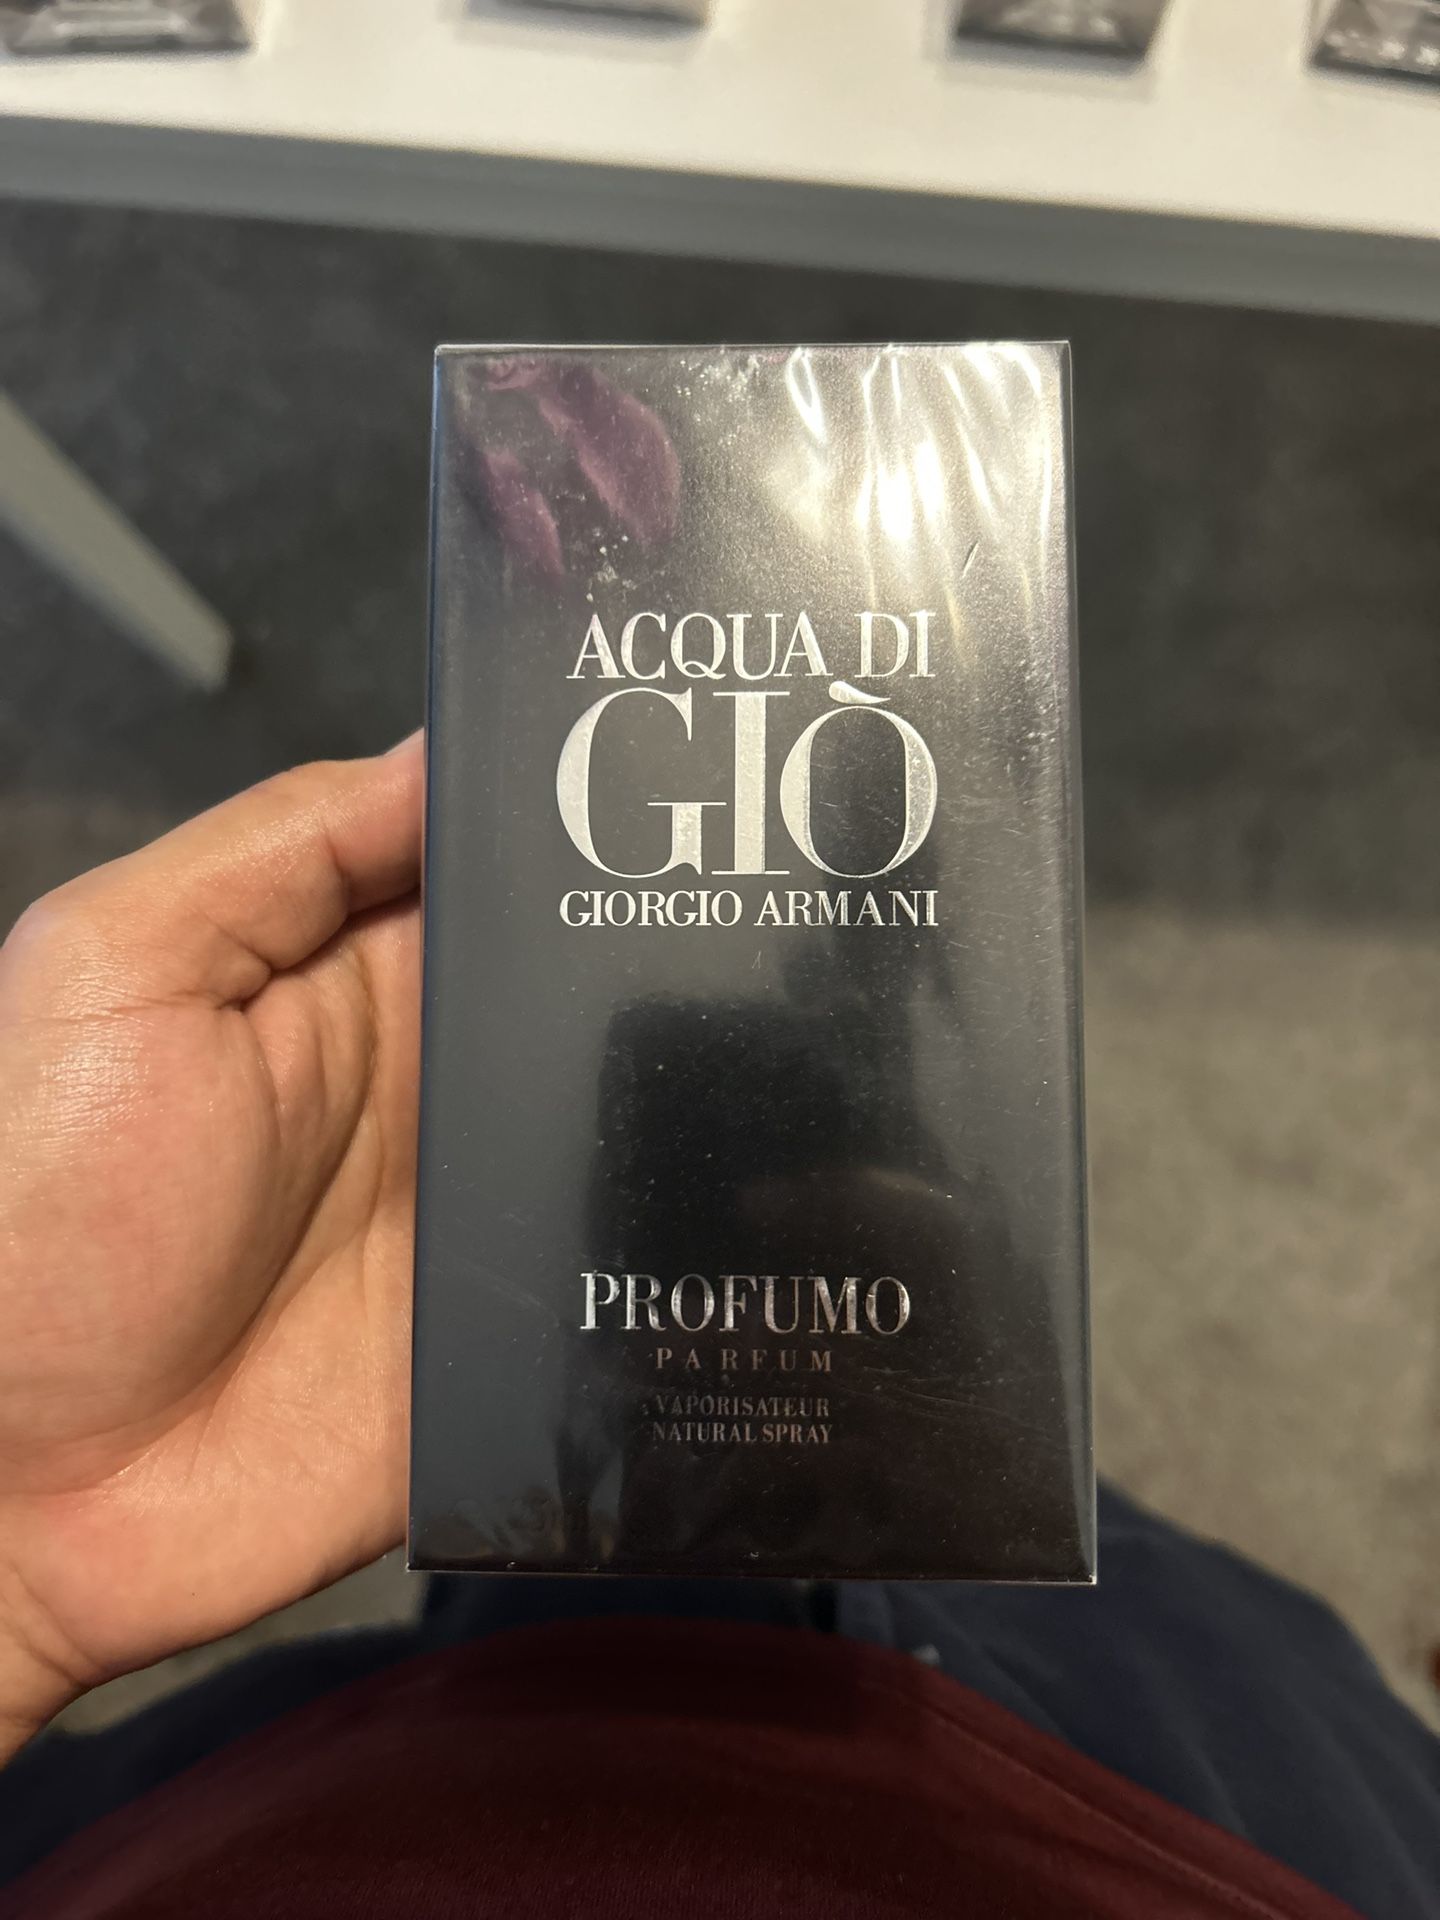 ACQUA DI
GIÒ
GIORGIO ARMANI
PROFUMO
PARFUM
VAPORISATEUR
NATURAL SPRAY